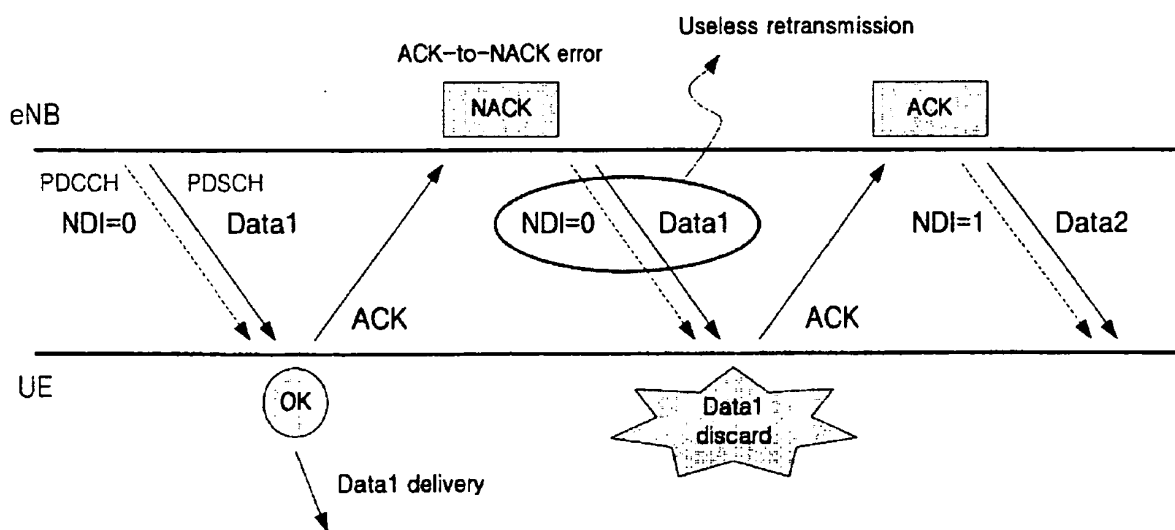 Useless retransmission
ACK-to-NACK error
NACK
ACK
eNB
PDCCH
PDSCH
NDI=0
Data1
NDI=0
Data1
NDI=1
Data2
ACK
ACK
UE
OK
Data1
discard
Data1 delivery